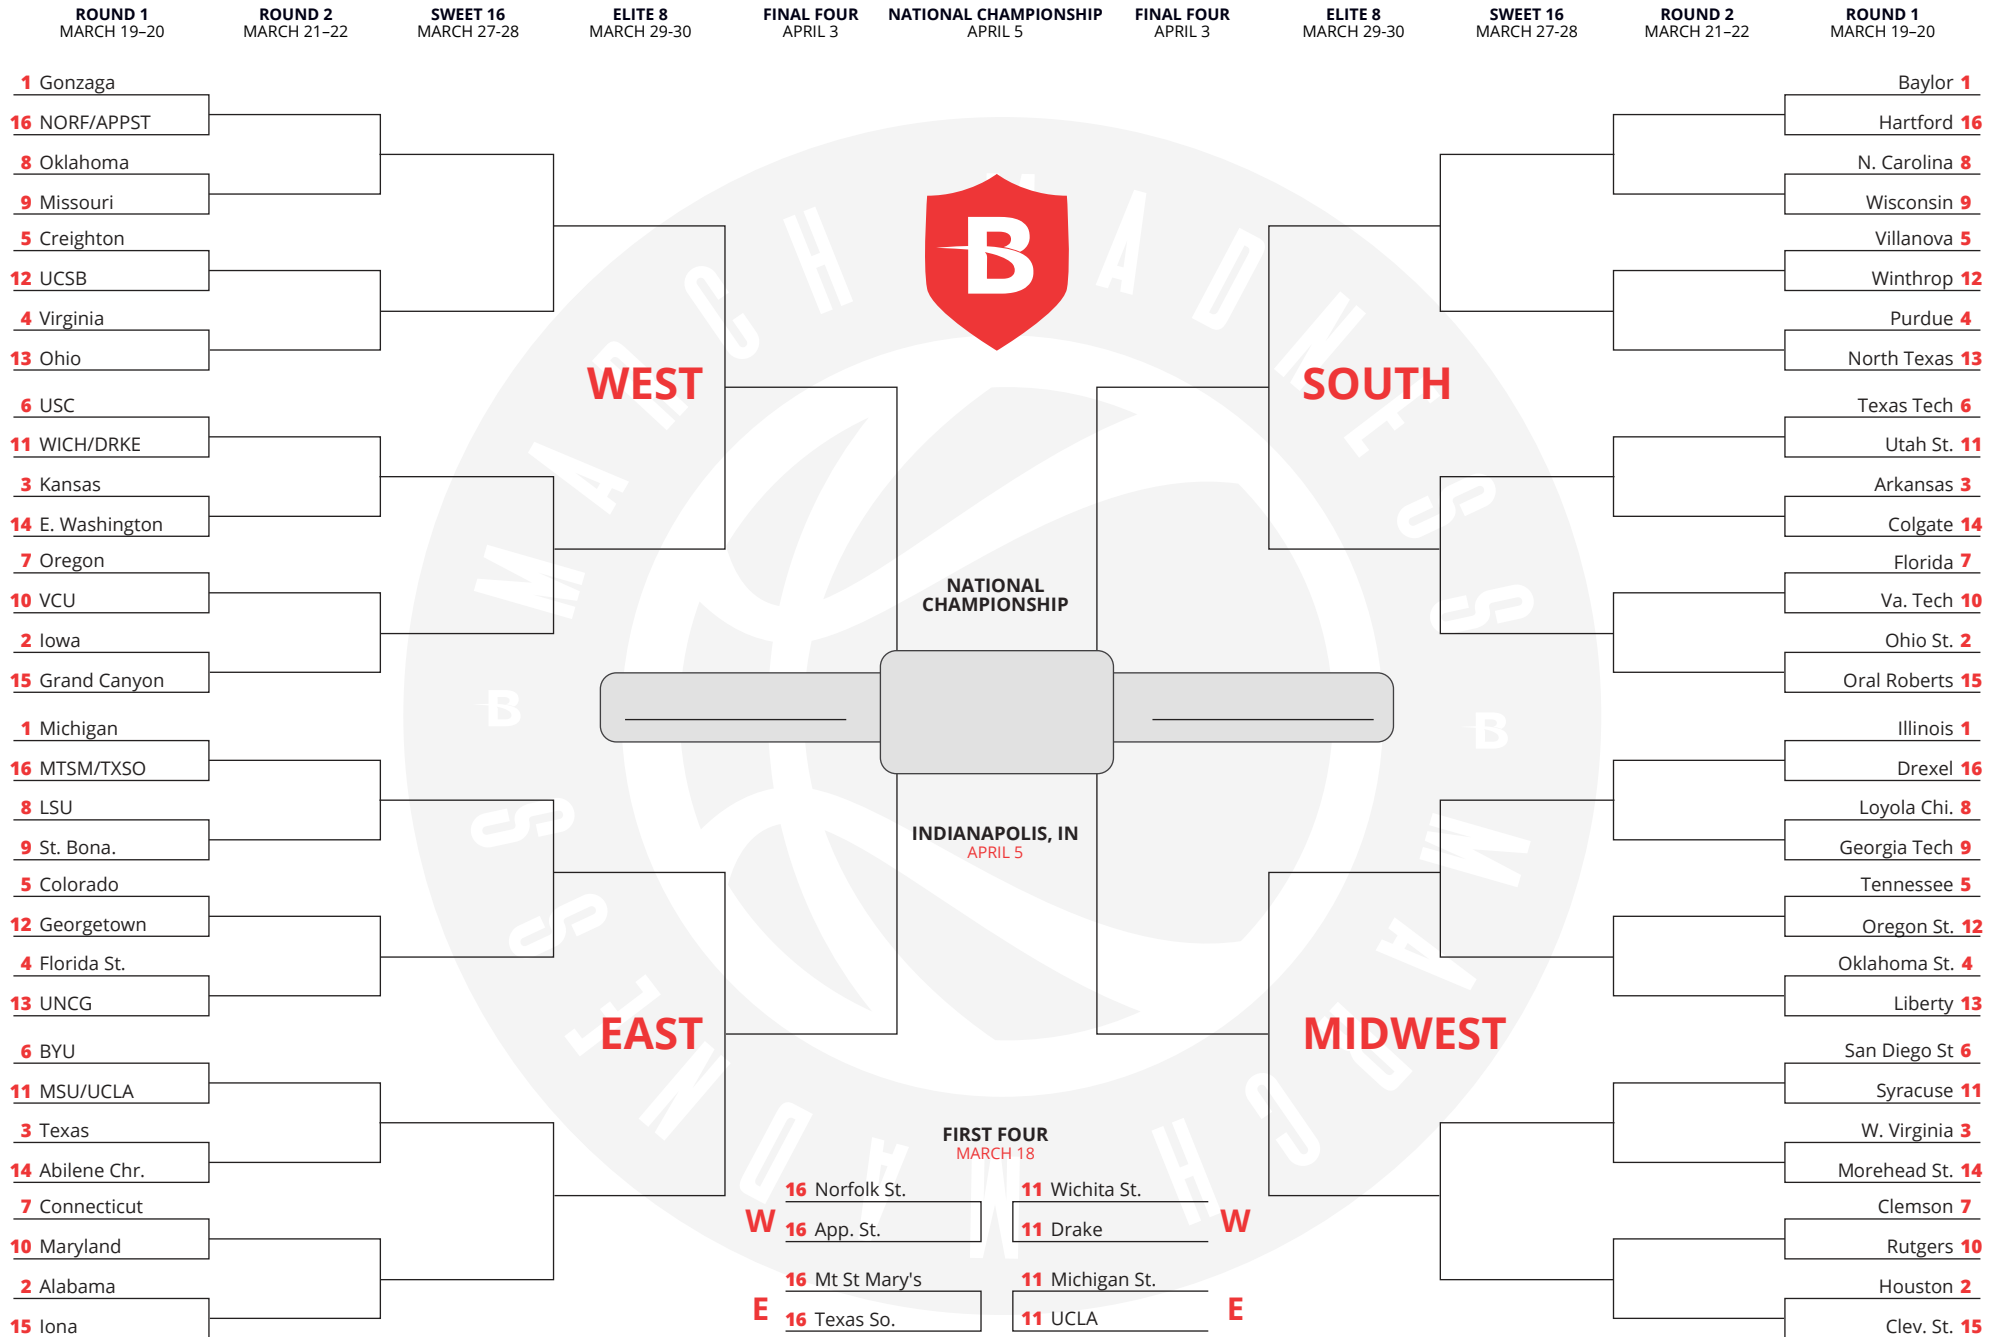 ROUND 1
MARCH 19–20
ROUND 2
MARCH 21–22
SWEET 16
MARCH 27-28
ELITE 8
MARCH 29-30
FINAL FOUR
APRIL 3
NATIONAL CHAMPIONSHIP
APRIL 5
FINAL FOUR
APRIL 3
ELITE 8
MARCH 29-30
SWEET 16
MARCH 27-28
ROUND 2
MARCH 21–22
ROUND 1
MARCH 19–20
1 Gonzaga
16 NORF/APPST
8 Oklahoma
9 Missouri
5 Creighton
12 UCSB
4 Virginia
13 Ohio
6 USC
11 WICH/DRKE
3 Kansas
14 E. Washington
7 Oregon
10 VCU
2 Iowa
15 Grand Canyon
WEST
1 Michigan
16 MTSM/TXSO
8 LSU
9 St. Bona.
5 Colorado
12 Georgetown
4 Florida St.
13 UNCG
6 BYU
11 MSU/UCLA
3 Texas
14 Abilene Chr.
7 Connecticut
10 Maryland
2 Alabama
15 Iona
EAST
B
MARCH MADNESS
B
MARCH MADNESS
B
NATIONAL
CHAMPIONSHIP
INDIANAPOLIS, IN
APRIL 5
FIRST FOUR
MARCH 18
W
16 Norfolk St.
16 App. St.
11 Wichita St.
11 Drake
W
E
16 Mt St Mary's
16 Texas So.
11 Michigan St.
11 UCLA
E
Baylor 1
Hartford 16
N. Carolina 8
Wisconsin 9
Villanova 5
Winthrop 12
Purdue 4
North Texas 13
Texas Tech 6
Utah St. 11
Arkansas 3
Colgate 14
Florida 7
Va. Tech 10
Ohio St. 2
Oral Roberts 15
SOUTH
Illinois 1
Drexel 16
Loyola Chi. 8
Georgia Tech 9
Tennessee 5
Oregon St. 12
Oklahoma St. 4
Liberty 13
San Diego St 6
Syracuse 11
W. Virginia 3
Morehead St. 14
Clemson 7
Rutgers 10
Houston 2
Clev. St. 15
MIDWEST